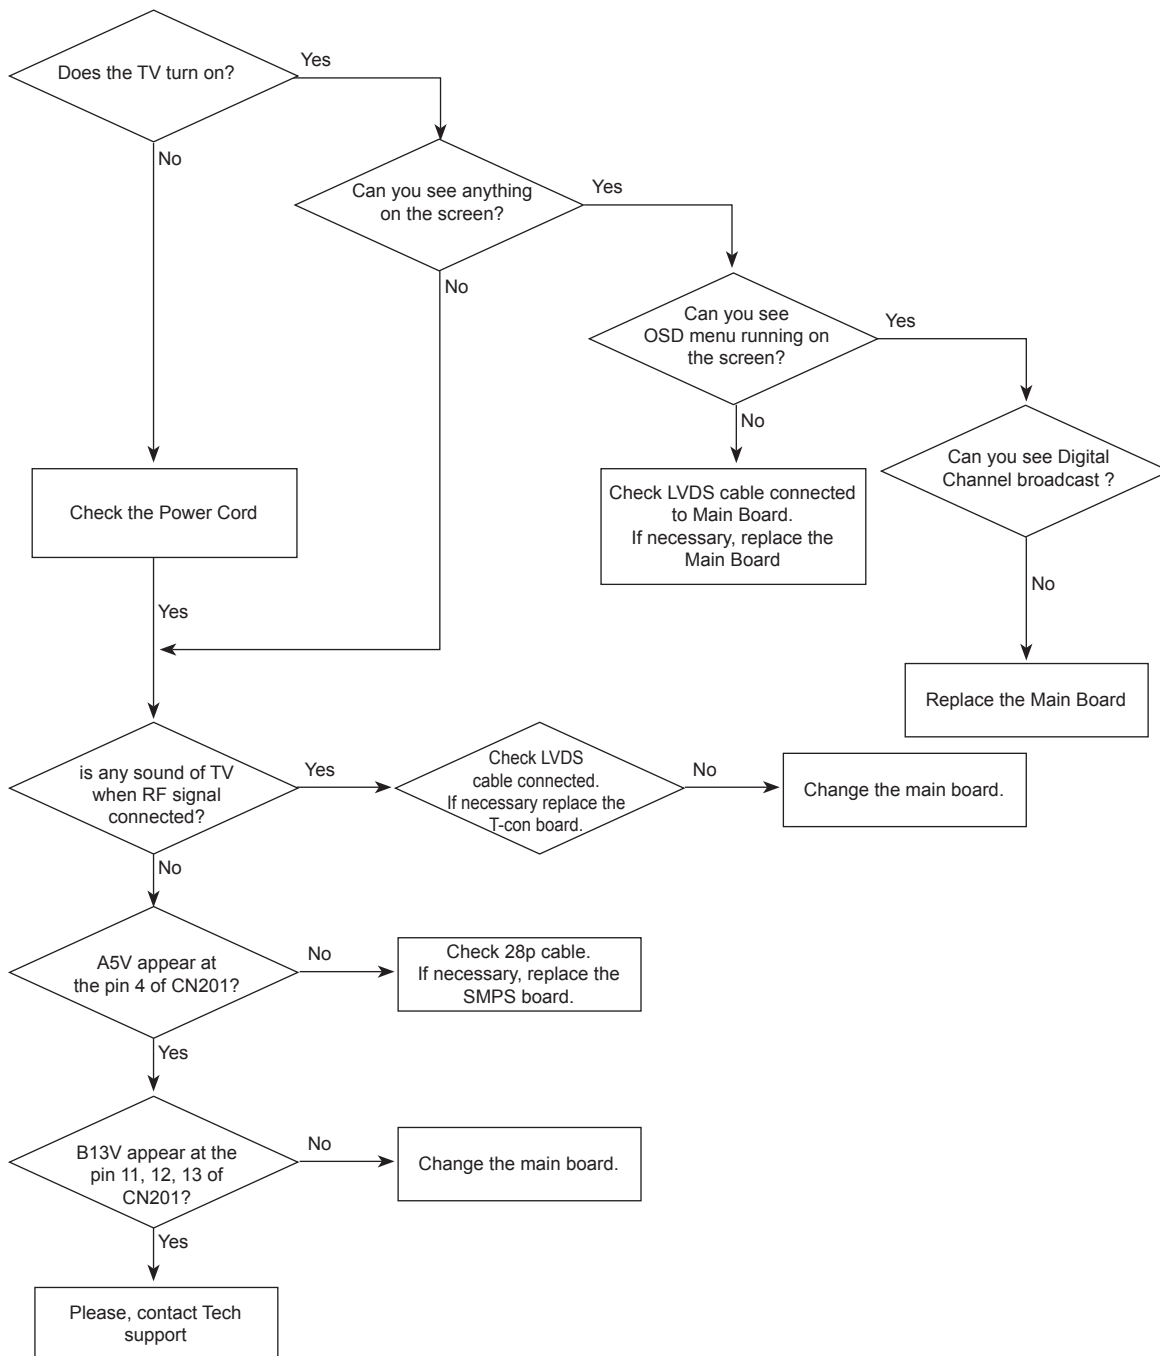 Does the TV turn on?
Yes
No
Can you see anything
on the screen?
Yes
No
Can you see
OSD menu running on
the screen?
Yes
No
Check LVDS cable connected
to Main Board.
If necessary, replace the
Main Board
Can you see Digital
Channel broadcast ?
No
Replace the Main Board
Check the Power Cord
Yes
is any sound of TV
when RF signal
connected?
Yes
No
Check LVDS
cable connected.
If necessary replace the
T-con board.
No
Change the main board.
A5V appear at
the pin 4 of CN201?
No
Check 28p cable.
If necessary, replace the
SMPS board.
Yes
B13V appear at the
pin 11, 12, 13 of
CN201?
No
Change the main board.
Yes
Please, contact Tech
support